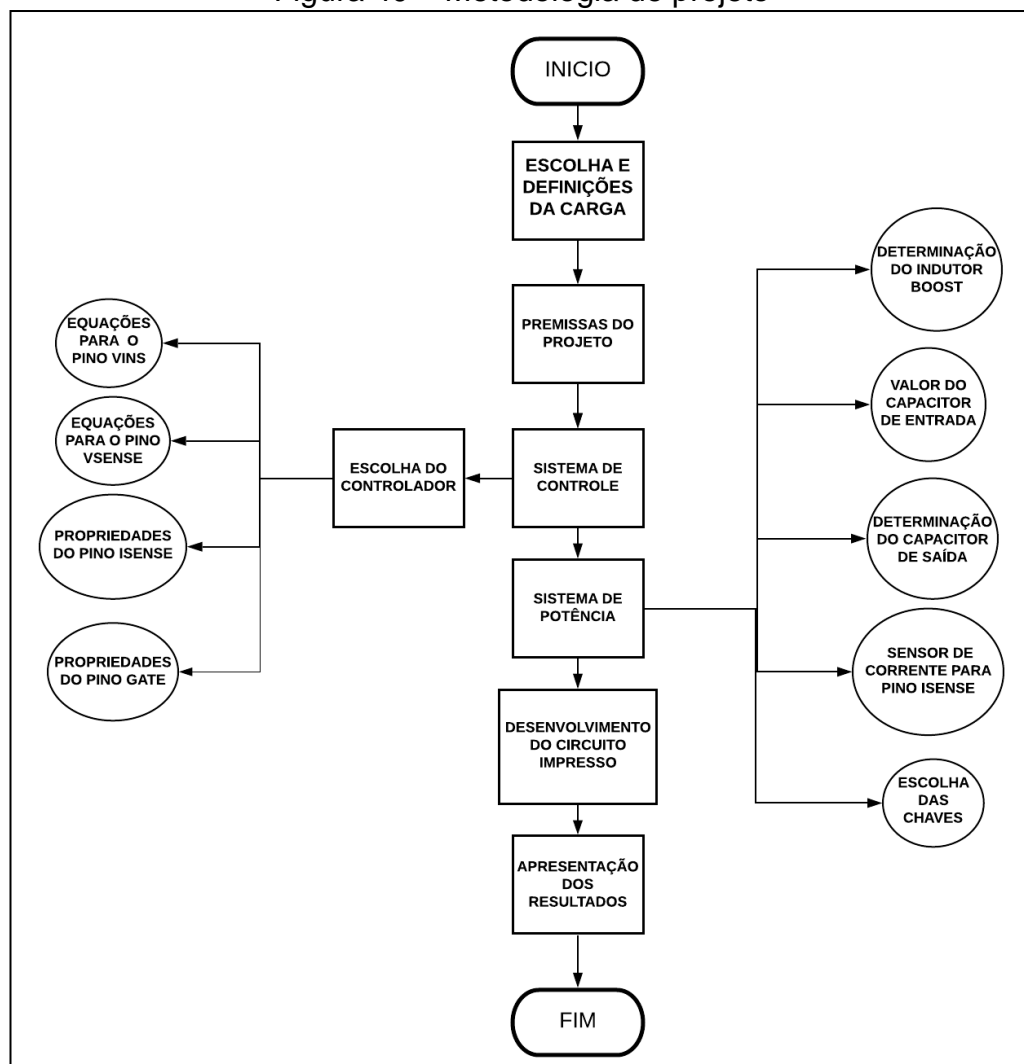 INICIO
ESCOLHA E
DEFINIÇÕES
DA CARGA
PREMISSAS DO
PROJETO
SISTEMA DE
CONTROLE
ESCOLHA DO
CONTROLADOR
EQUAÇÕES
PARA O
PINO VINS
EQUAÇÕES
PARA O PINO
VSENSE
PROPRIEDADES
DO PINO ISENSE
PROPRIEDADES
DO PINO GATE
SISTEMA DE
POTÊNCIA
DETERMINAÇÃO
DO INDUTOR
BOOST
VALOR DO
CAPACITOR
DE ENTRADA
DETERMINAÇÃO
DO CAPACITOR
DE SAÍDA
SENSOR DE
CORRENTE PARA
PINO ISENSE
ESCOLHA
DAS
CHAVES
DESENVOLVIMENTO
DO CIRCUITO
IMPRESSO
APRESENTAÇÃO
DOS
RESULTADOS
FIM